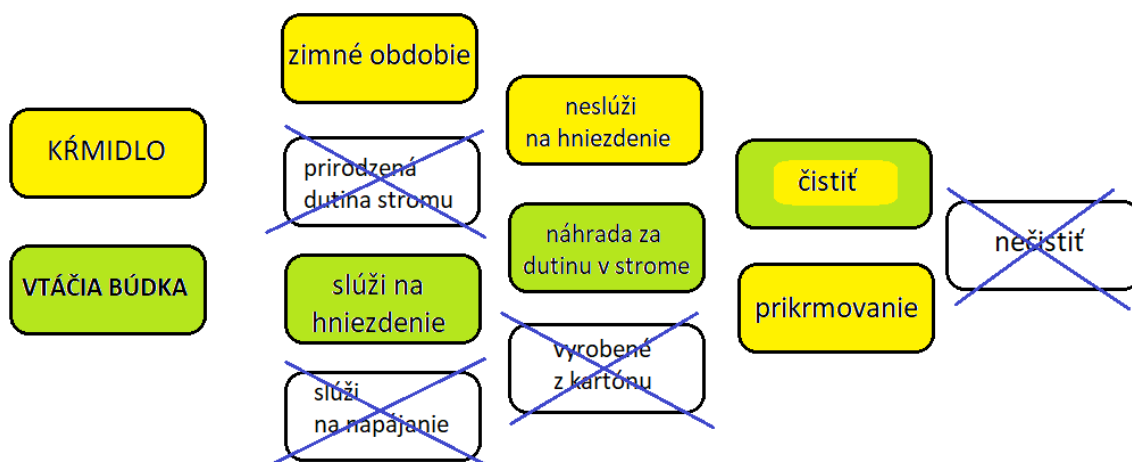 KŔMIDLO
VTÁČIA BÚDKA
zimné obdobie
prirodzená
dutina stromu
slúži na
hniezdenie
slúži
na napájanie
neslúži
na hniezdenie
náhrada za
dutinu v strome
vyrobené
z kartónu
čistiť
prikrmovanie
nečistiť